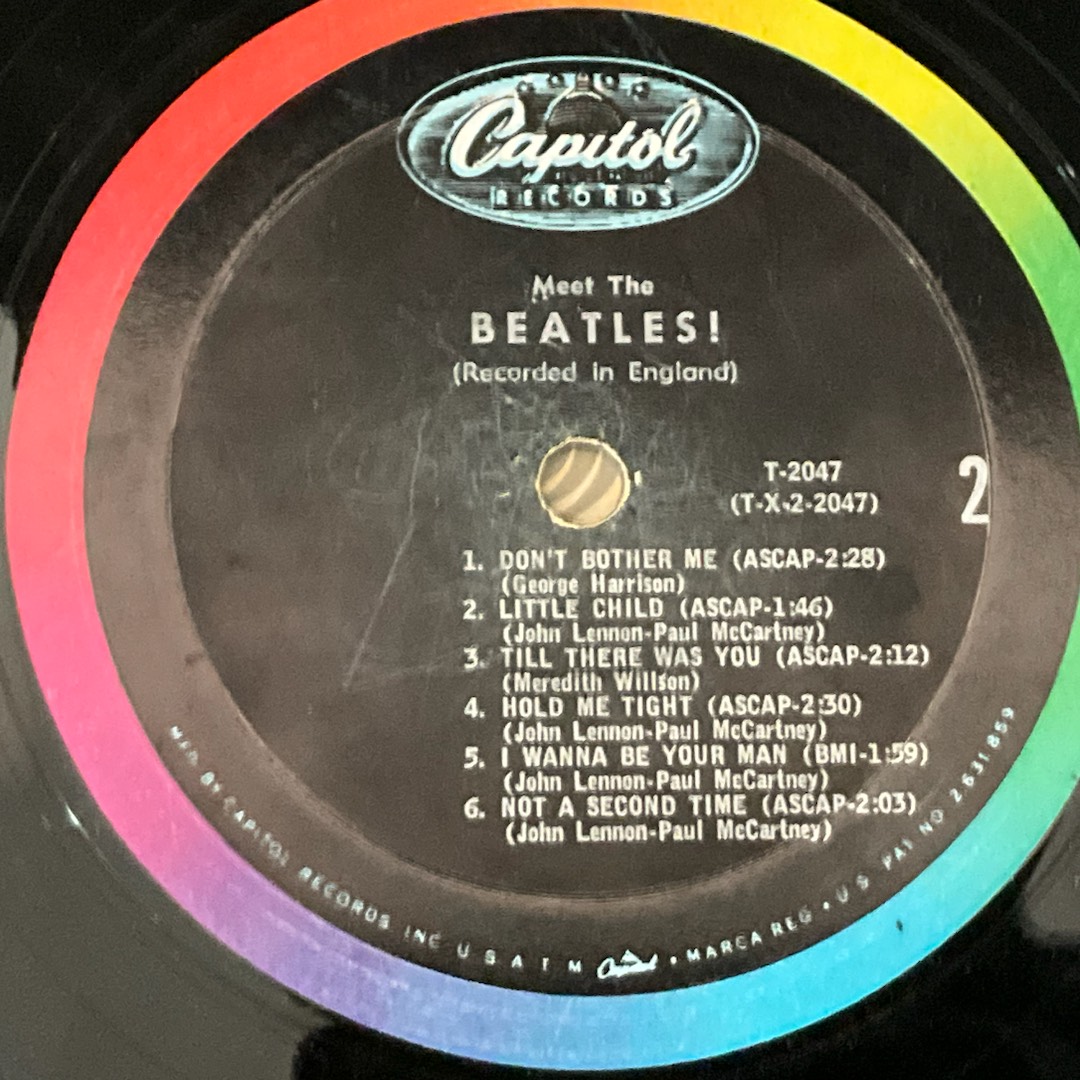 Capitol
RECORDS
Meet The
BEATLES!
(Recorded in England)
T-2047
(T-X-2-2047)
2
1. DON'T BOTHER ME (ASCAP-2:28)
(George Harrison)
2. LITTLE CHILD (ASCAP-1:46)
(John Lennon-Paul McCartney)
3. TILL THERE WAS YOU (ASCAP-2:12)
(Meredith Willson)
4. HOLD ME TIGHT (ASCAP-2:30)
(John Lennon-Paul McCartney)
5. I WANNA BE YOUR MAN (BMI-1:59)
(John Lennon-Paul McCartney)
6. NOT A SECOND TIME (ASCAP-2:03)
(John Lennon-Paul McCartney)
MFD. BY CAPITOL RECORDS INC U S A T M Capitol • MARCA REG • U S PAT NO 2 631 859